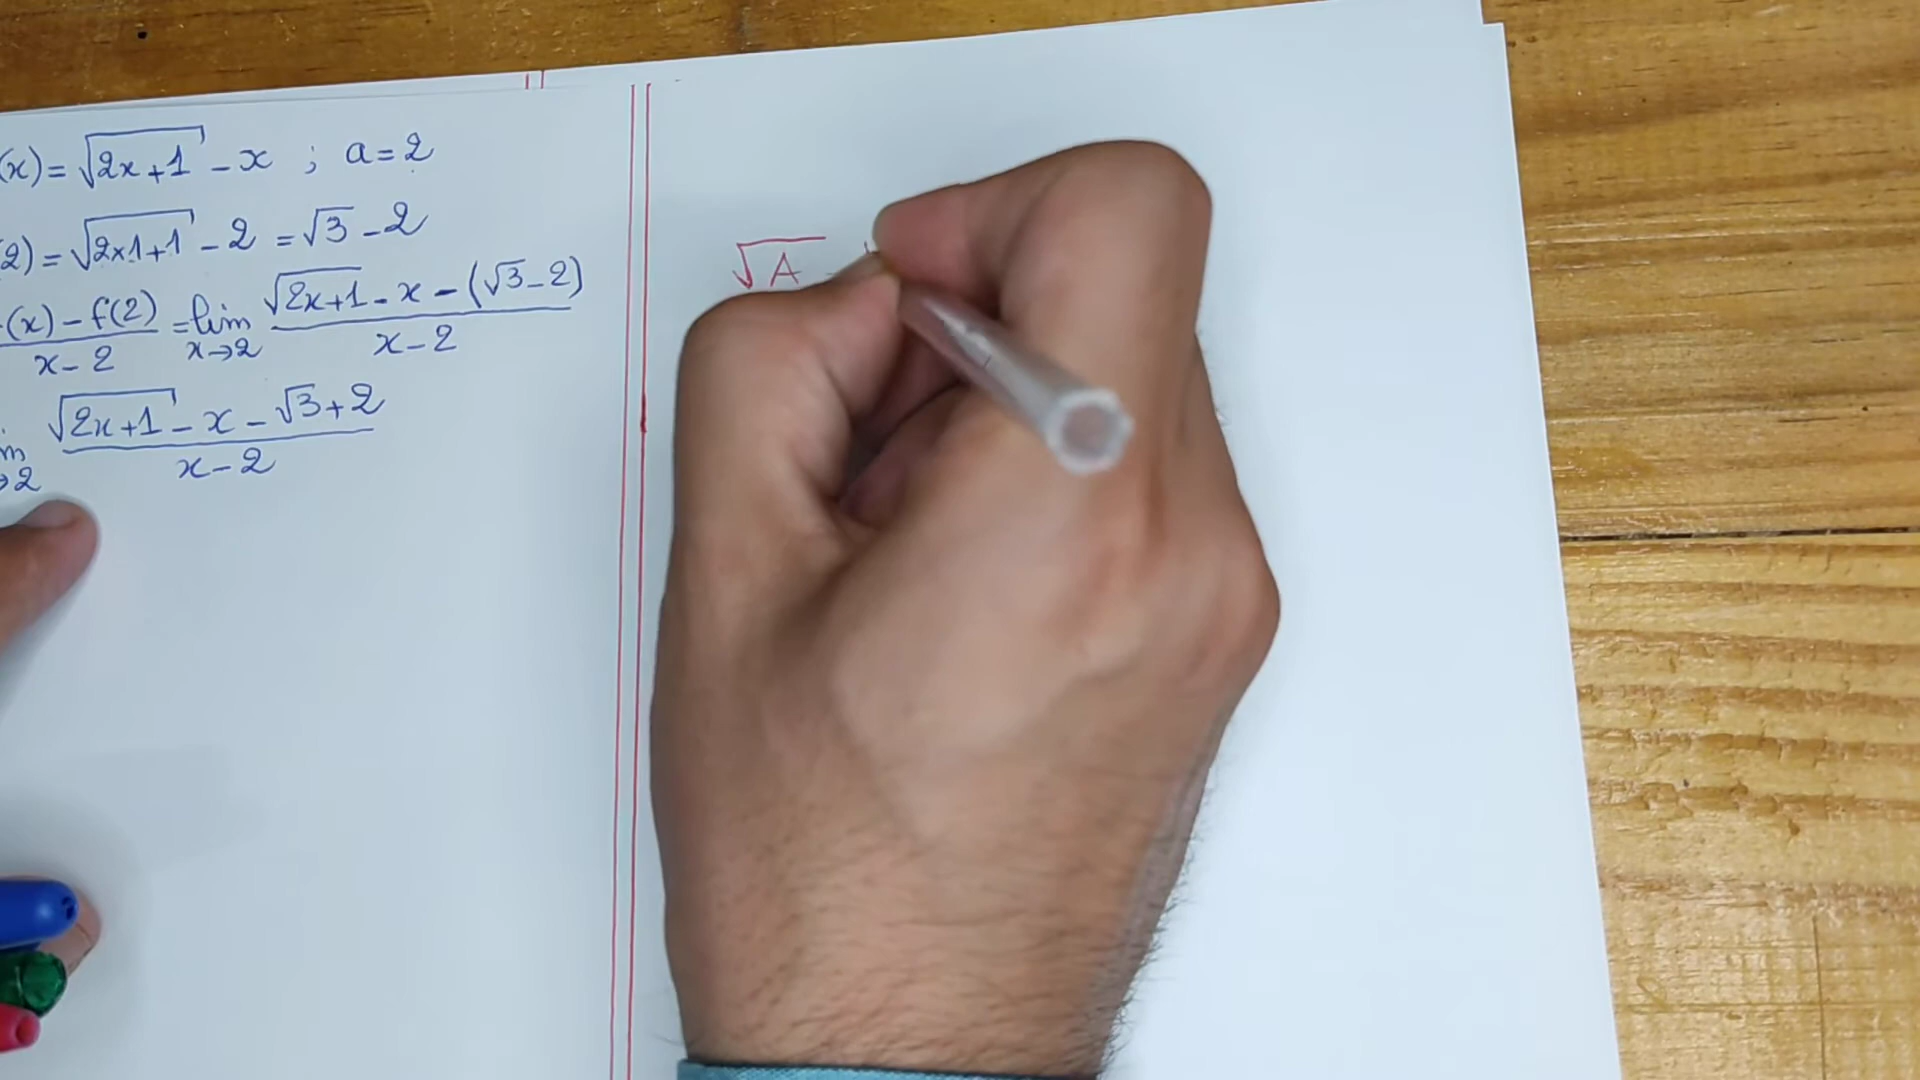 (x) = √(2x+1) - x ; a = 2
2) = √(2×1+1) - 2 = √3 - 2
(x) - f(2) / x - 2 = lim x→2 √(2x+1) - x - (√3 - 2) / x - 2
m →2 √(2x+1) - x - √3 + 2 / x - 2
√A -